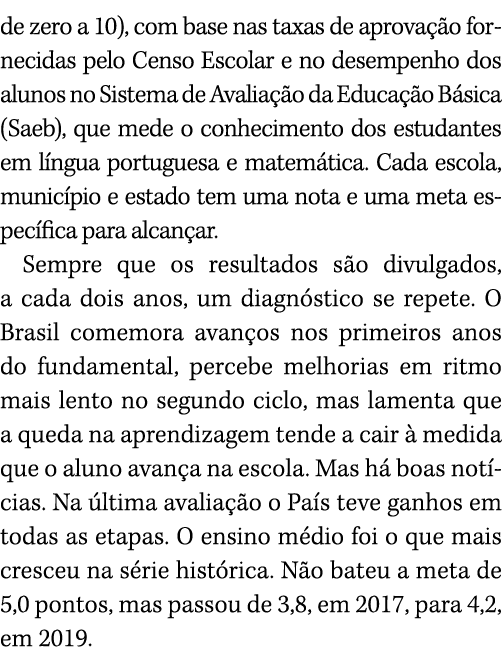 de zero a 10), com base nas taxas de aprovação for-
necidas pelo Censo Escolar e no desempenho dos
alunos no Sistema de Avaliação da Educação Básica
(Saeb), que mede o conhecimento dos estudantes
em língua portuguesa e matemática. Cada escola,
município e estado tem uma nota e uma meta es-
pecífica para alcançar.
Sempre que os resultados são divulgados,
a cada dois anos, um diagnóstico se repete. O
Brasil comemora avanços nos primeiros anos
do fundamental, percebe melhorias em ritmo
mais lento no segundo ciclo, mas lamenta que
a queda na aprendizagem tende a cair à medida
que o aluno avança na escola. Mas há boas notí-
cias. Na última avaliação o País teve ganhos em
todas as etapas. O ensino médio foi o que mais
cresceu na série histórica. Não bateu a meta de
5,0 pontos, mas passou de 3,8, em 2017, para 4,2,
em 2019.